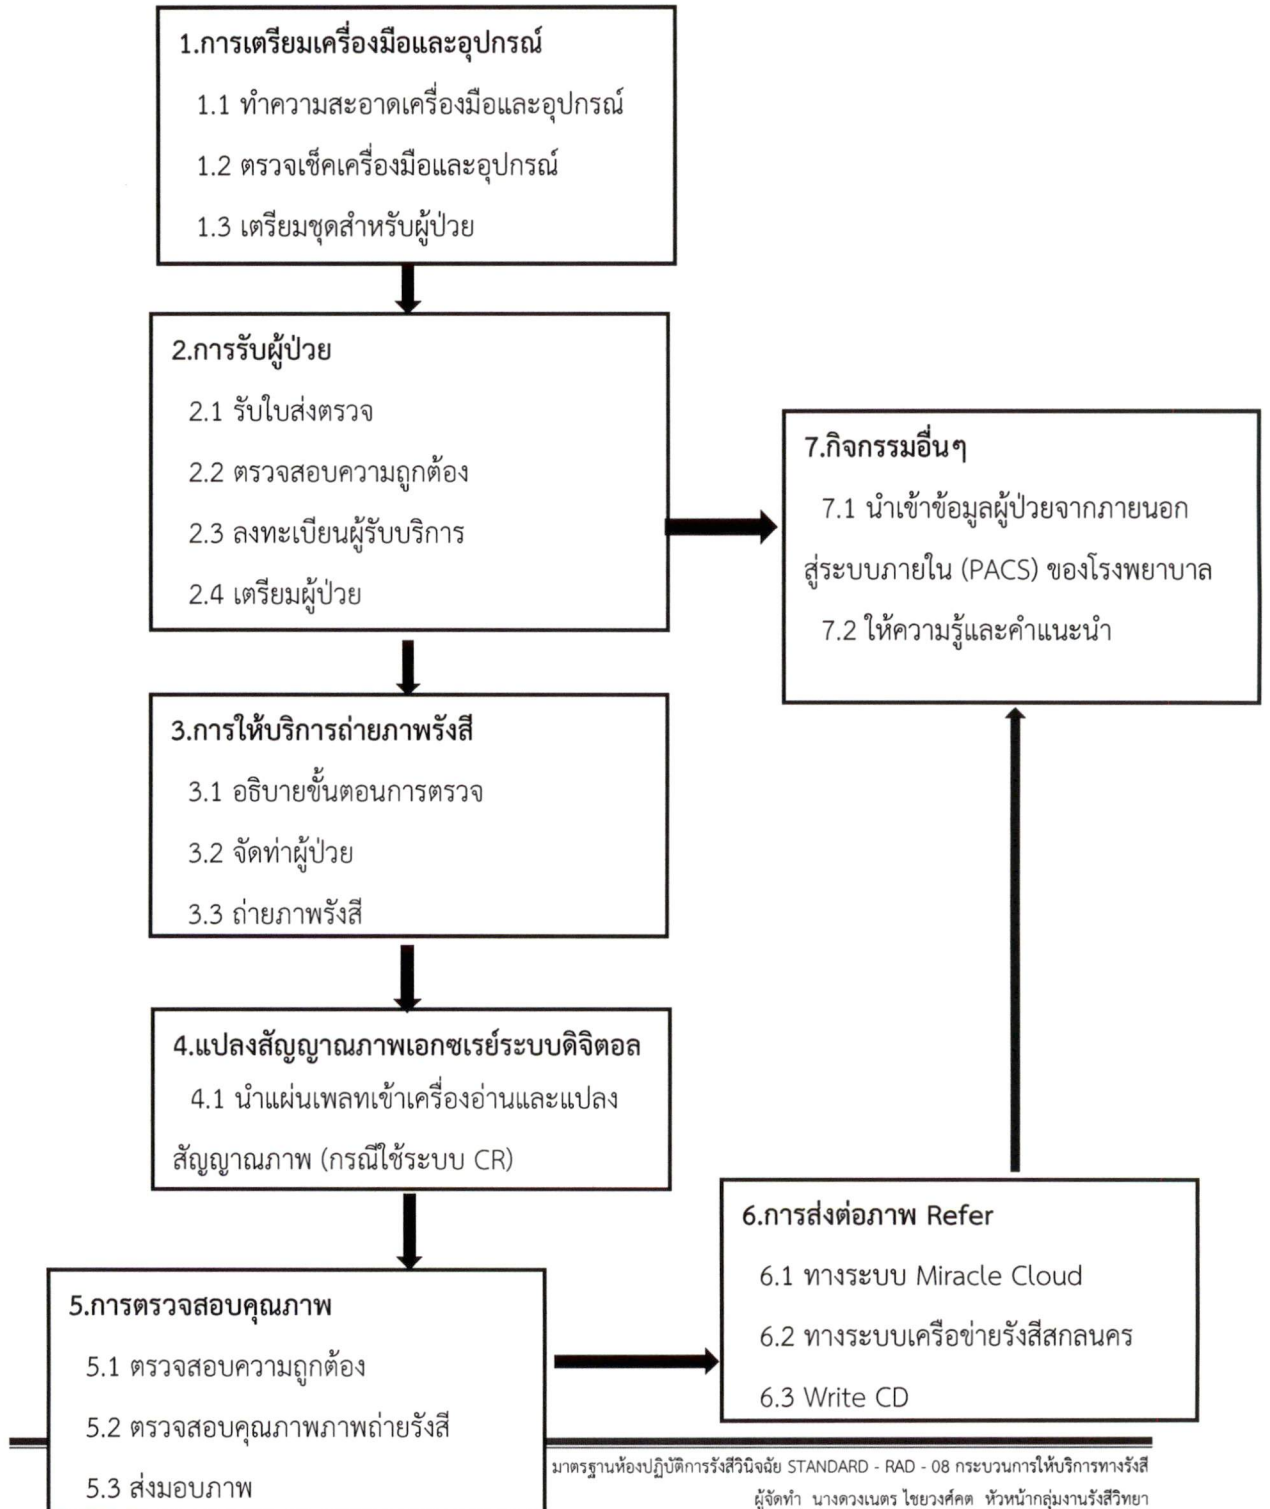 1.การเตรียมเครื่องมือและอุปกรณ์
1.1 ทำความสะอาดเครื่องมือและอุปกรณ์
1.2 ตรวจเช็คเครื่องมือและอุปกรณ์
1.3 เตรียมชุดสำหรับผู้ป่วย
2.การรับผู้ป่วย
2.1 รับใบส่งตรวจ
2.2 ตรวจสอบความถูกต้อง
2.3 ลงทะเบียนผู้รับบริการ
2.4 เตรียมผู้ป่วย
3.การให้บริการถ่ายภาพรังสี
3.1 อธิบายขั้นตอนการตรวจ
3.2 จัดท่าผู้ป่วย
3.3 ถ่ายภาพรังสี
4.แปลงสัญญาณภาพเอกซเรย์ระบบดิจิตอล
4.1 นำแผ่นเพลทเข้าเครื่องอ่านและแปลง
สัญญาณภาพ (กรณีใช้ระบบ CR)
5.การตรวจสอบคุณภาพ
5.1 ตรวจสอบความถูกต้อง
5.2 ตรวจสอบคุณภาพภาพถ่ายรังสี
5.3 ส่งมอบภาพ
6.การส่งต่อภาพ Refer
6.1 ทางระบบ Miracle Cloud
6.2 ทางระบบเครือข่ายรังสีสกลนคร
6.3 Write CD
7.กิจกรรมอื่นๆ
7.1 นำเข้าข้อมูลผู้ป่วยจากภายนอก
สู่ระบบภายใน (PACS) ของโรงพยาบาล
7.2 ให้ความรู้และคำแนะนำ
มาตรฐานห้องปฏิบัติการรังสีวินิจฉัย STANDARD - RAD - 08 กระบวนการให้บริการทางรังสี
ผู้จัดทำ นางดวงเนตร ไชยวงศ์คต หัวหน้ากลุ่มงานรังสีวิทยา